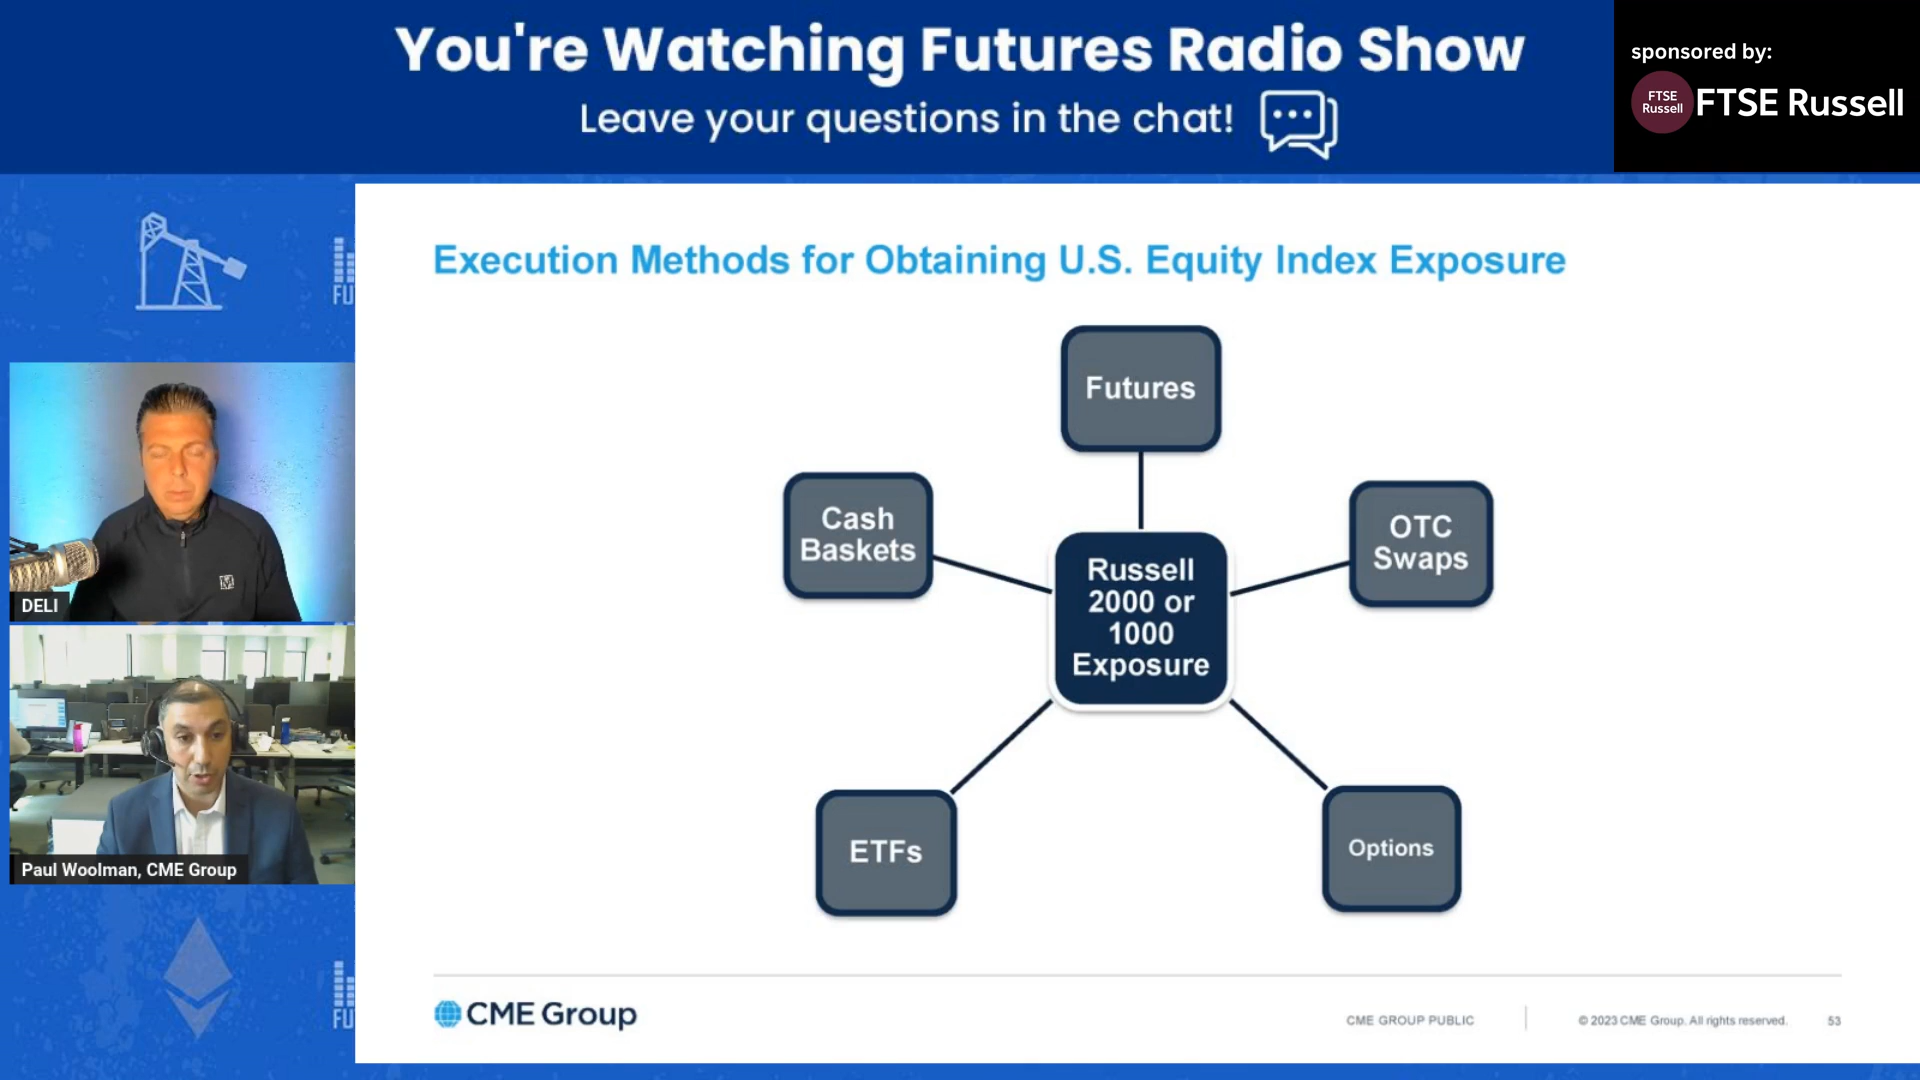 You're Watching Futures Radio Show
Leave your questions in the chat!
sponsored by:
FTSE
Russell
FTSE Russell
FU
Execution Methods for Obtaining U.S. Equity Index Exposure
Futures
Cash
Baskets
OTC
Swaps
Russell
2000 or
1000
Exposure
ETFs
Options
DELI
Paul Woolman, CME Group
FU
CME Group
CME GROUP PUBLIC
© 2023 CME Group. All rights reserved.
53